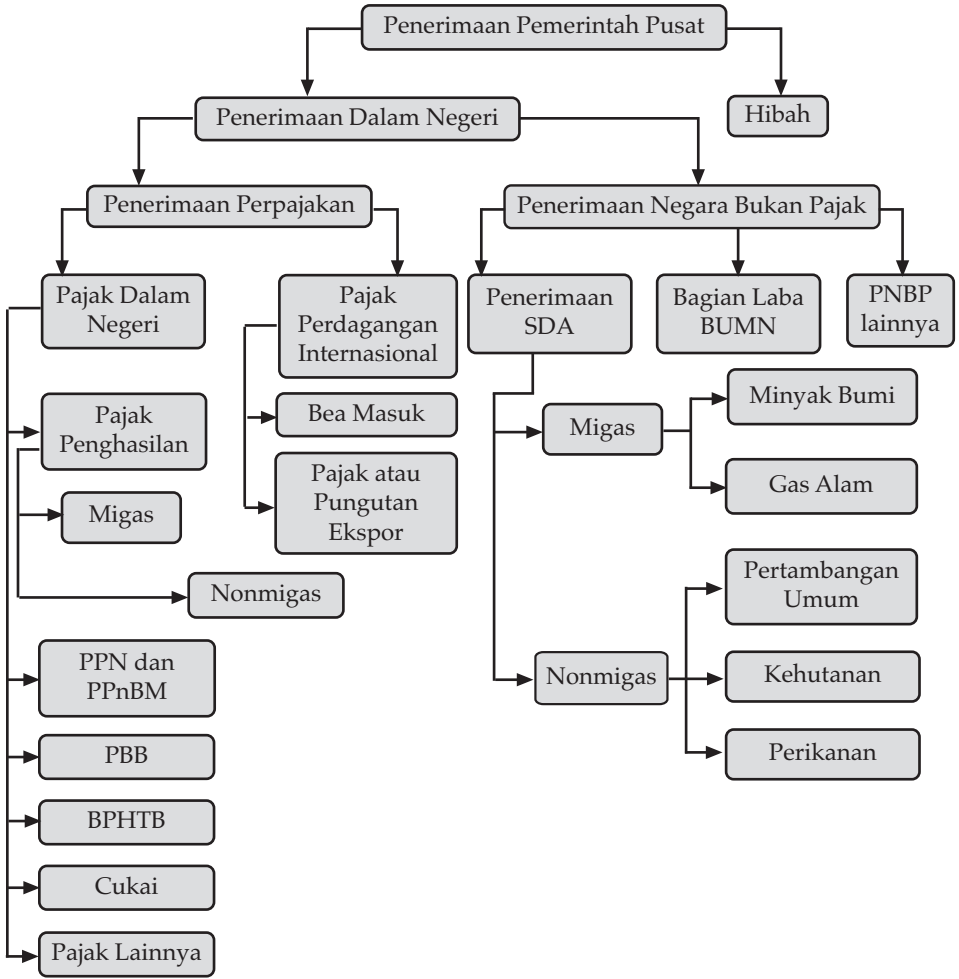 Penerimaan Pemerintah Pusat
Hibah
Penerimaan Dalam Negeri
Penerimaan Perpajakan
Penerimaan Negara Bukan Pajak
Pajak Dalam
Negeri
Pajak
Perdagangan
Internasional
Penerimaan
SDA
Bagian Laba
BUMN
PNBP
lainnya
Pajak
Penghasilan
Migas
Nonmigas
PPN dan
PPnBM
PBB
BPHTB
Cukai
Pajak Lainnya
Bea Masuk
Pajak atau
Pungutan
Ekspor
Migas
Minyak Bumi
Gas Alam
Nonmigas
Pertambangan
Umum
Kehutanan
Perikanan